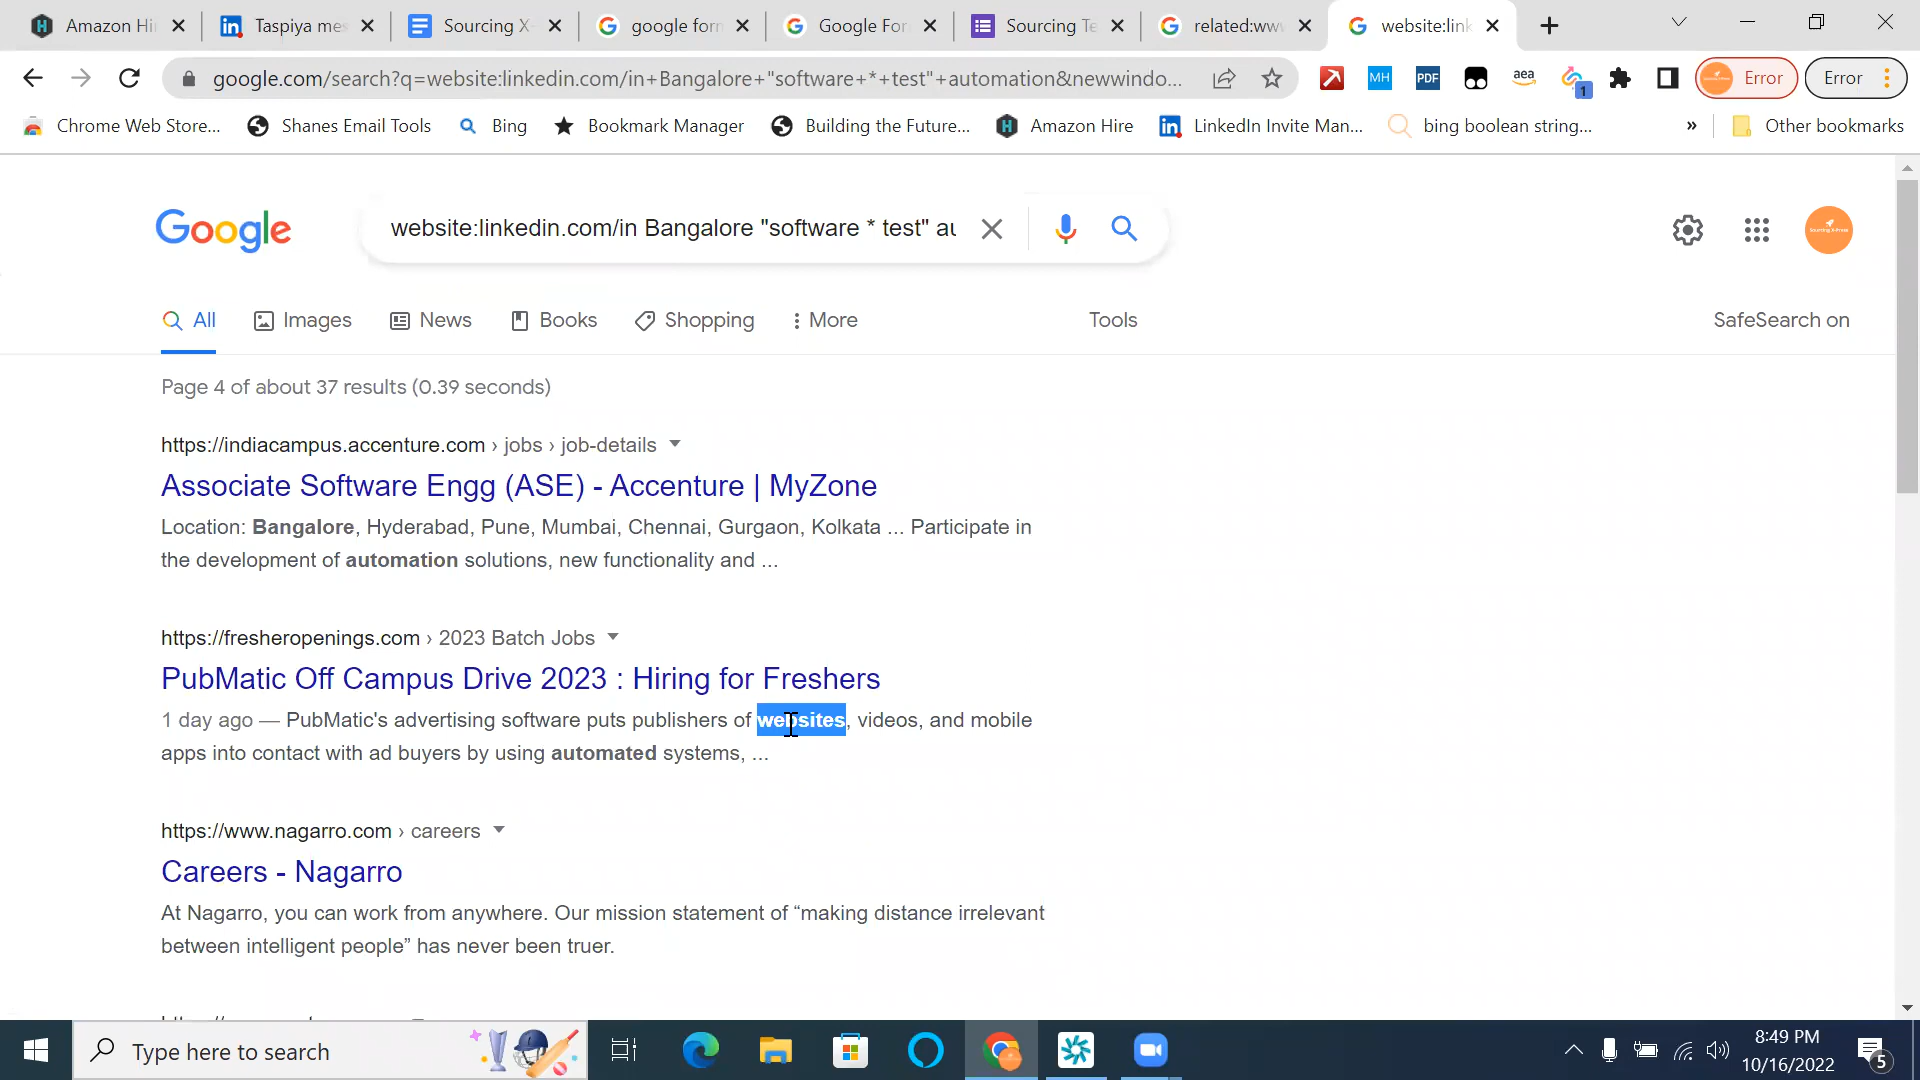 Amazon Hi
Taspiya mes
Sourcing X-
google form
Google For
Sourcing Te
related:www
website:link
google.com/search?q=website:linkedin.com/in+Bangalore+"software+*+test"+automation&newwindo...
MH
PDF
aea
1
Error
Error
Chrome Web Store...
Shanes Email Tools
Bing
Bookmark Manager
Building the Future...
Amazon Hire
LinkedIn Invite Man...
bing boolean string...
»
Other bookmarks
Google
website:linkedin.com/in Bangalore "software * test" au
All
Images
News
Books
Shopping
More
Tools
SafeSearch on
Page 4 of about 37 results (0.39 seconds)
https://indiacampus.accenture.com › jobs › job-details
Associate Software Engg (ASE) - Accenture | MyZone
Location: Bangalore, Hyderabad, Pune, Mumbai, Chennai, Gurgaon, Kolkata ... Participate in
the development of automation solutions, new functionality and ...
https://fresheropenings.com › 2023 Batch Jobs
PubMatic Off Campus Drive 2023 : Hiring for Freshers
1 day ago — PubMatic's advertising software puts publishers of websites, videos, and mobile
apps into contact with ad buyers by using automated systems, ...
https://www.nagarro.com › careers
Careers - Nagarro
At Nagarro, you can work from anywhere. Our mission statement of “making distance irrelevant
between intelligent people” has never been truer.
Type here to search
8:49 PM
10/16/2022
5